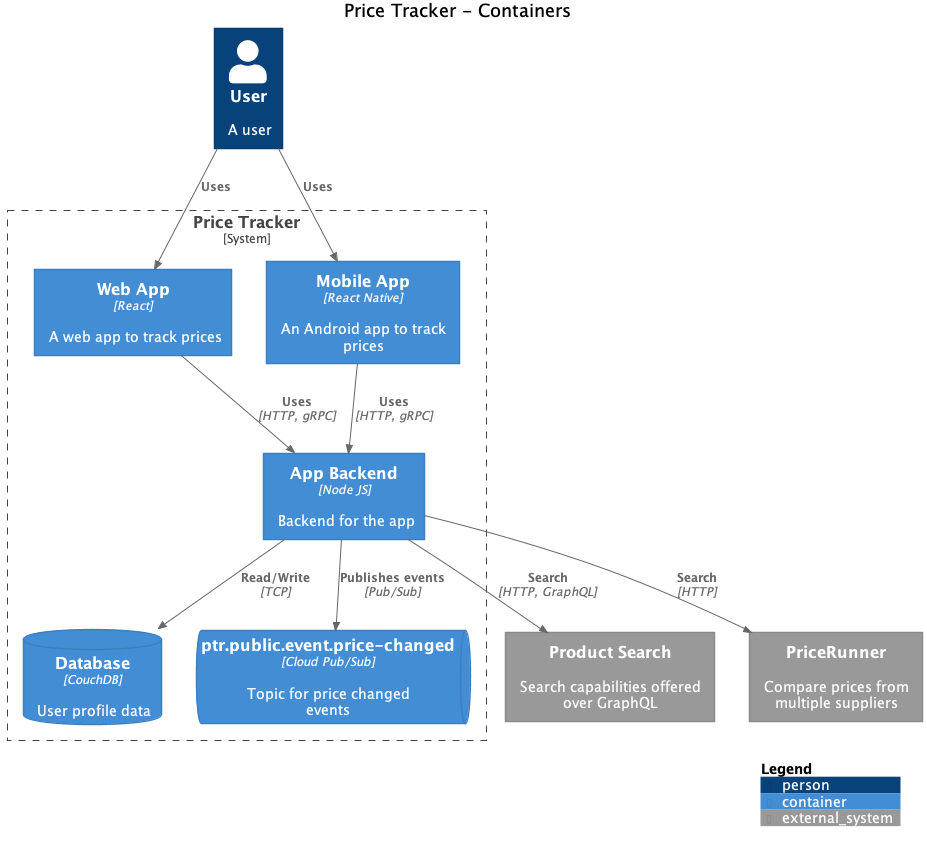 Price Tracker - Containers
User
A user
Uses
Uses
Price Tracker
[System]
Web App
[React]
A web app to track prices
Mobile App
[React Native]
An Android app to track
prices
Uses
[HTTP, gRPC]
Uses
[HTTP, gRPC]
App Backend
[Node JS]
Backend for the app
Read/Write
[TCP]
Publishes events
[Pub/Sub]
Search
[HTTP, GraphQL]
Search
[HTTP]
Database
[CouchDB]
User profile data
ptr.public.event.price-changed
[Cloud Pub/Sub]
Topic for price changed
events
Product Search
Search capabilities offered
over GraphQL
PriceRunner
Compare prices from
multiple suppliers
Legend
person
container
external_system